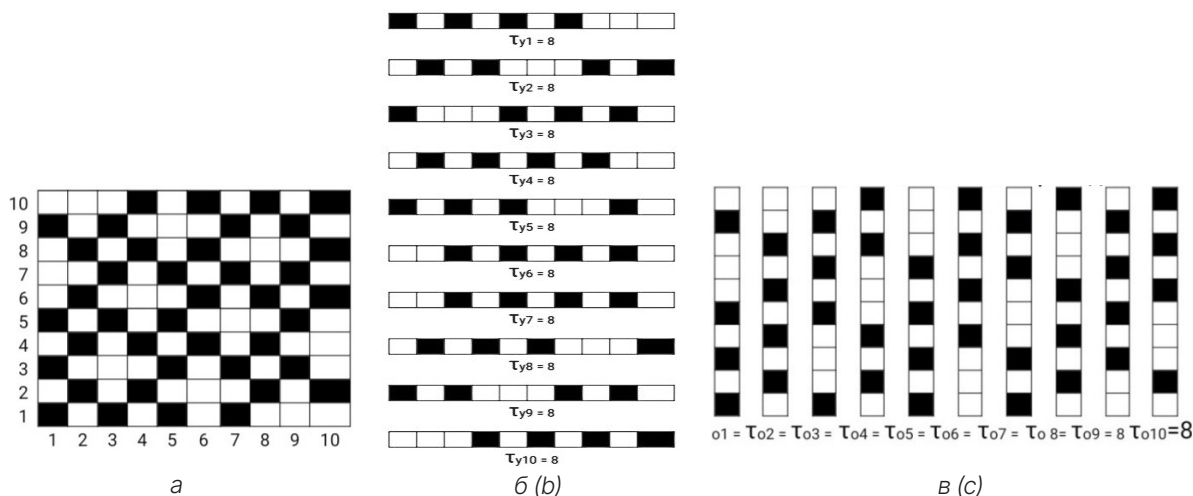 10
9
8
7
6
5
4
3
2
1
1 2 3 4 5 6 7 8 9 10
а
τy1 = 8
τy2 = 8
τy3 = 8
τy4 = 8
τy5 = 8
τy6 = 8
τy7 = 8
τy8 = 8
τy9 = 8
τy10 = 8
б (b)
o1 = τo2 = τo3 = τo4 = τo5 = τo6 = τo7 = τo 8= τo9 = 8 τo10=8
в (c)